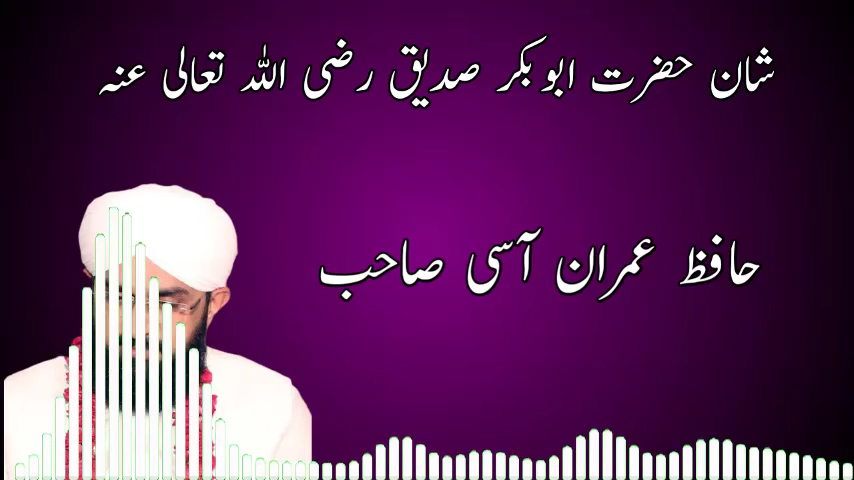 شان حضرت ابوبکر صدیق رضی اللہ تعالی عنہ
حافظ عمران آسی صاحب